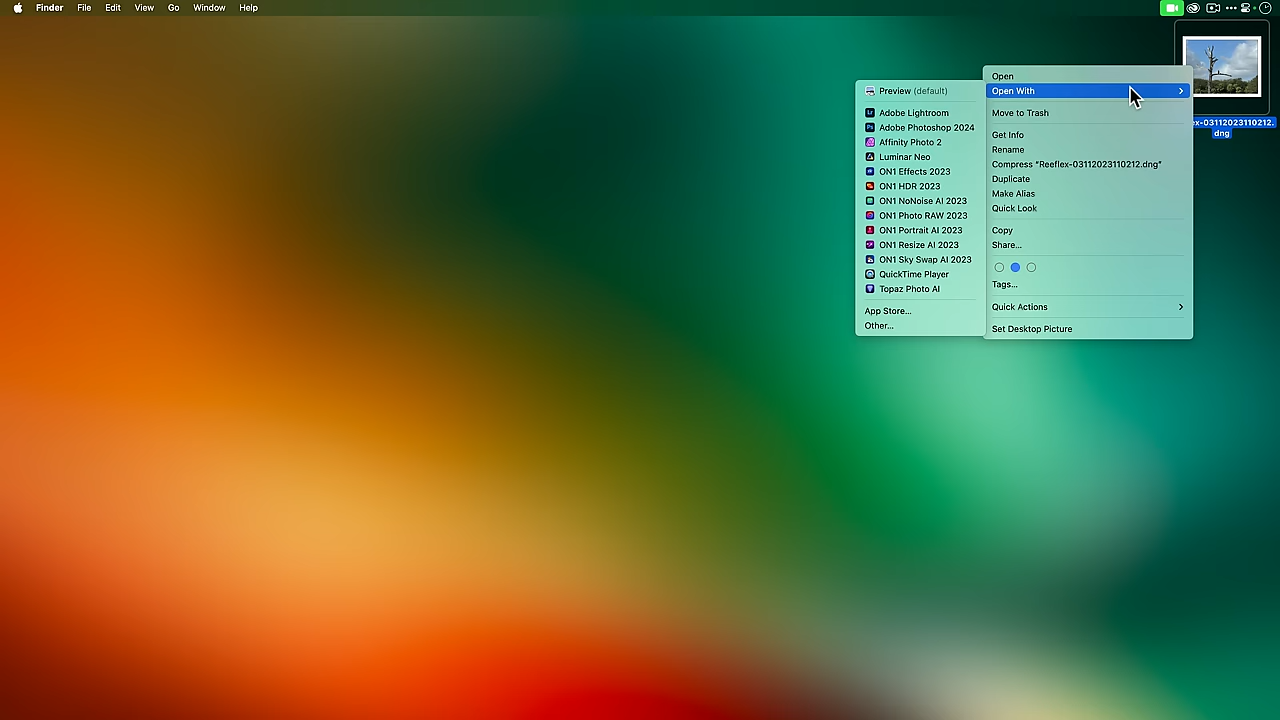 Finder File Edit View Go Window Help
Open
Open With
Move to Trash
Get Info
Rename
Compress “Reeflex-03112023110212.dng”
Duplicate
Make Alias
Quick Look
Copy
Share...
Tags...
Quick Actions
Set Desktop Picture
Preview (default)
Adobe Lightroom
Adobe Photoshop 2024
Affinity Photo 2
Luminar Neo
ON1 Effects 2023
ON1 HDR 2023
ON1 NoNoise AI 2023
ON1 Photo RAW 2023
ON1 Portrait AI 2023
ON1 Resize AI 2023
ON1 Sky Swap AI 2023
QuickTime Player
Topaz Photo AI
App Store...
Other...
ex-03112023110212.
dng